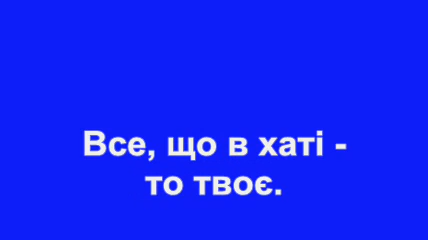 Все, що в хаті -
то твоє.